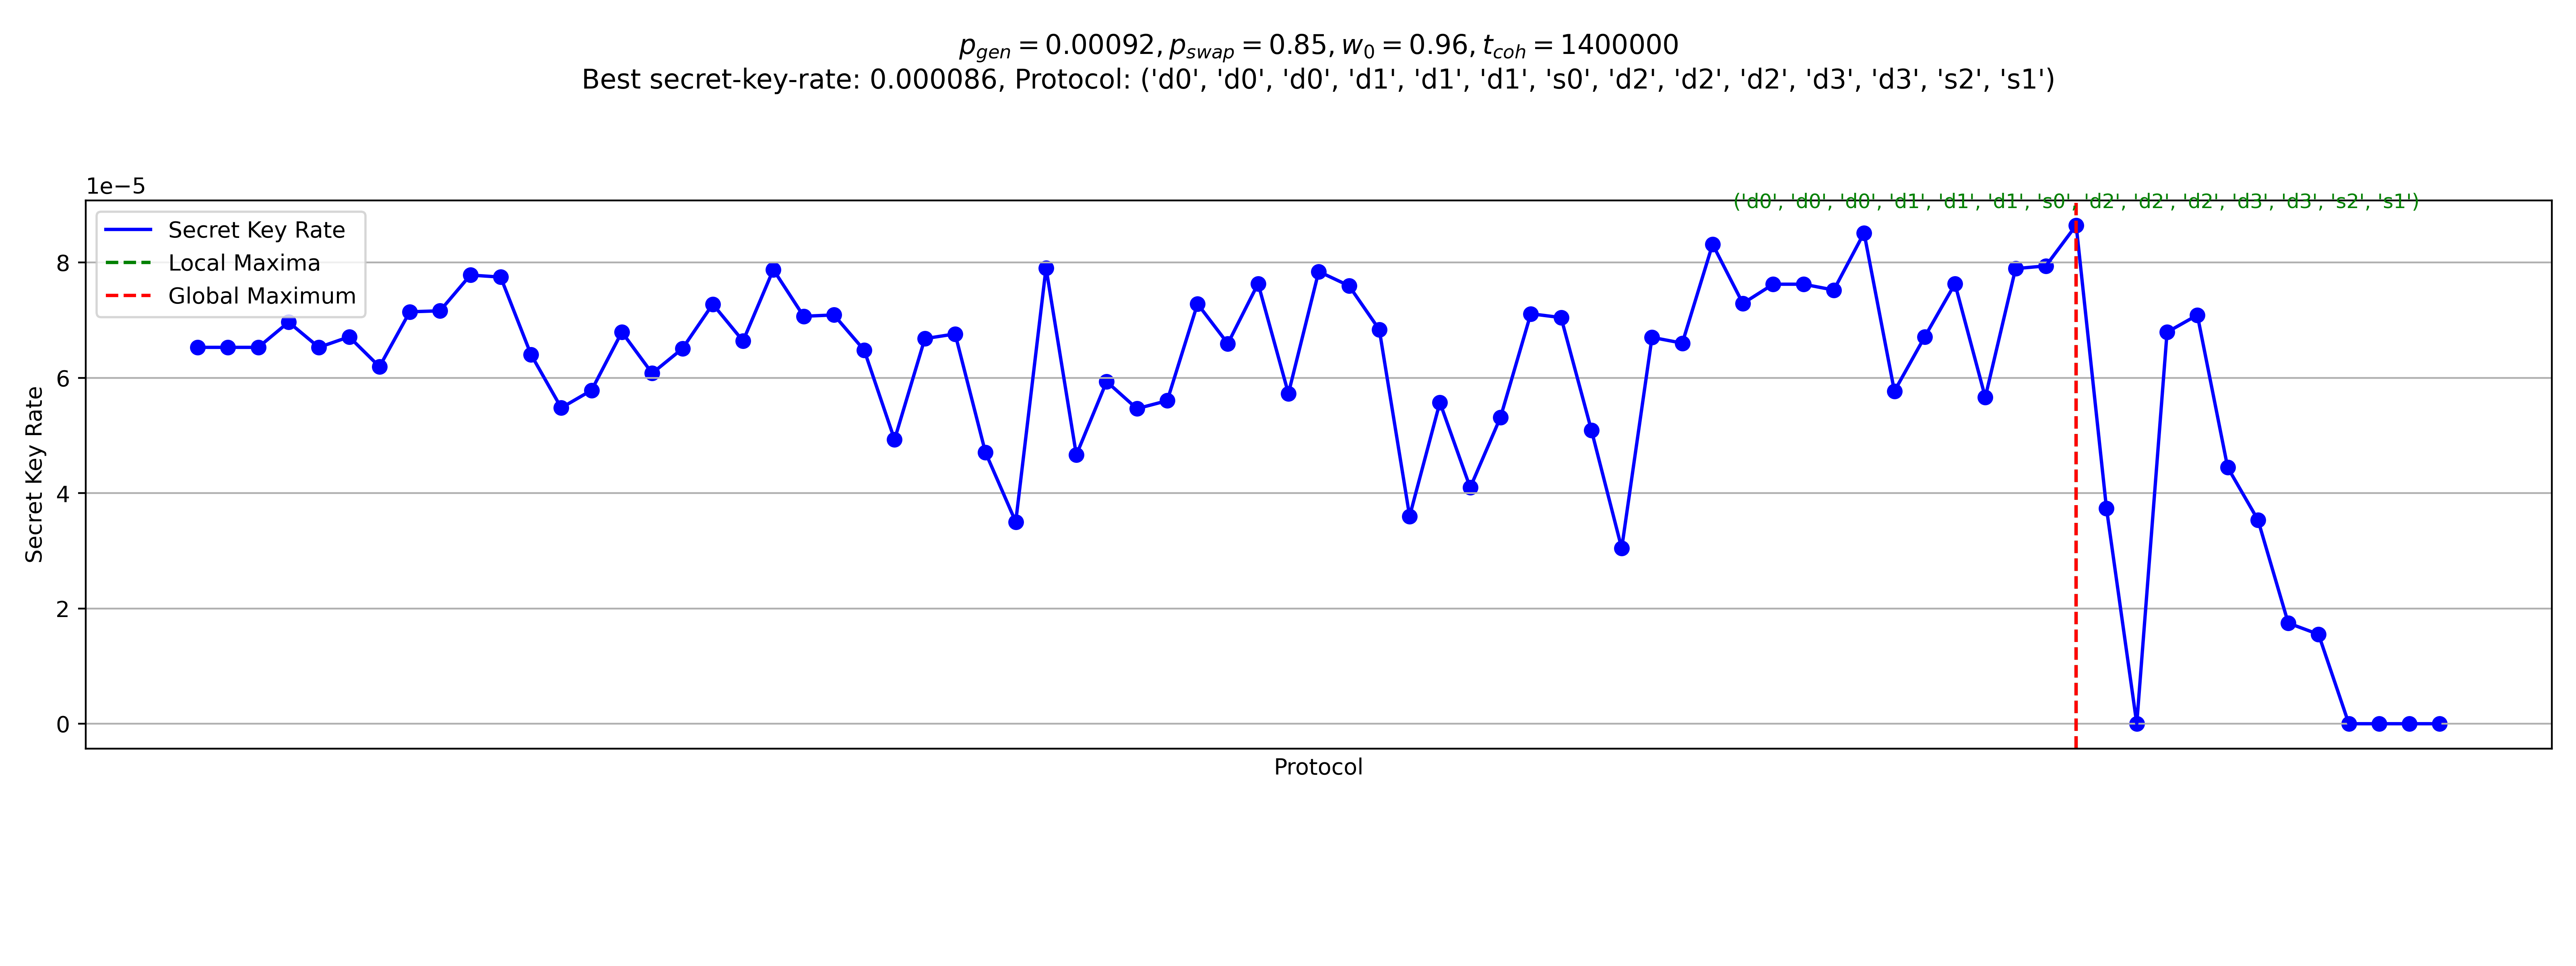 p_gen = 0.00092, p_swap = 0.85, w_0 = 0.96, t_coh = 1400000
Best secret-key-rate: 0.000086, Protocol: ('d0', 'd0', 'd0', 'd1', 'd1', 'd1', 's0', 'd2', 'd2', 'd2', 'd3', 'd3', 's2', 's1')
1e−5
('d0', 'd0', 'd0', 'd1', 'd1', 'd1', 's0', 'd2', 'd2', 'd2', 'd3', 'd3', 's2', 's1')
Secret Key Rate
Local Maxima
Global Maximum
8
6
4
2
0
Secret Key Rate
Protocol